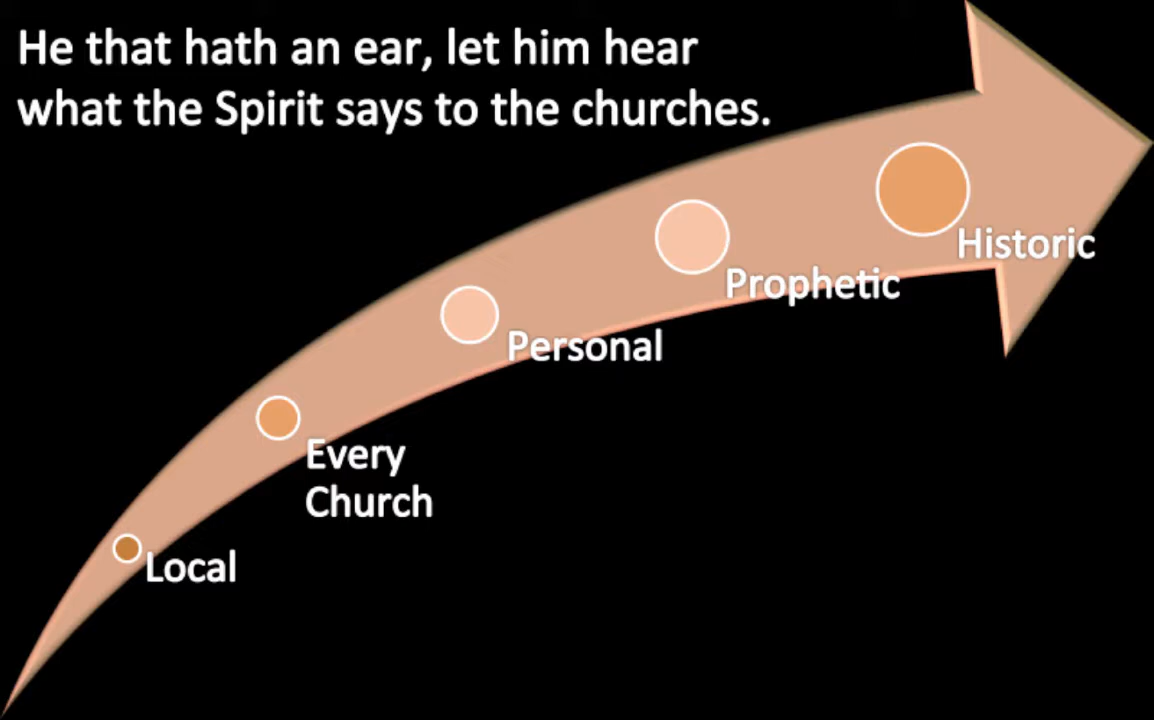 He that hath an ear, let him hear
what the Spirit says to the churches.
Historic
Prophetic
Personal
Every
Church
Local